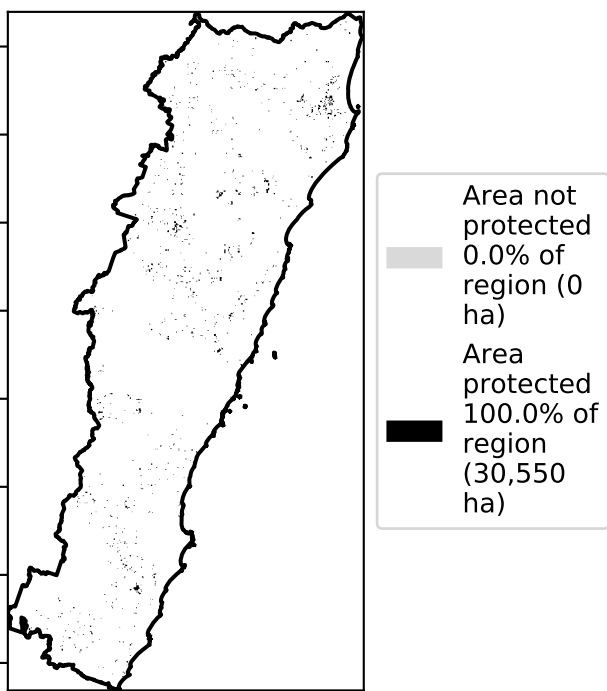 Area not
protected
0.0% of
region (0
ha)
Area
protected
100.0% of
region
(30,550
ha)